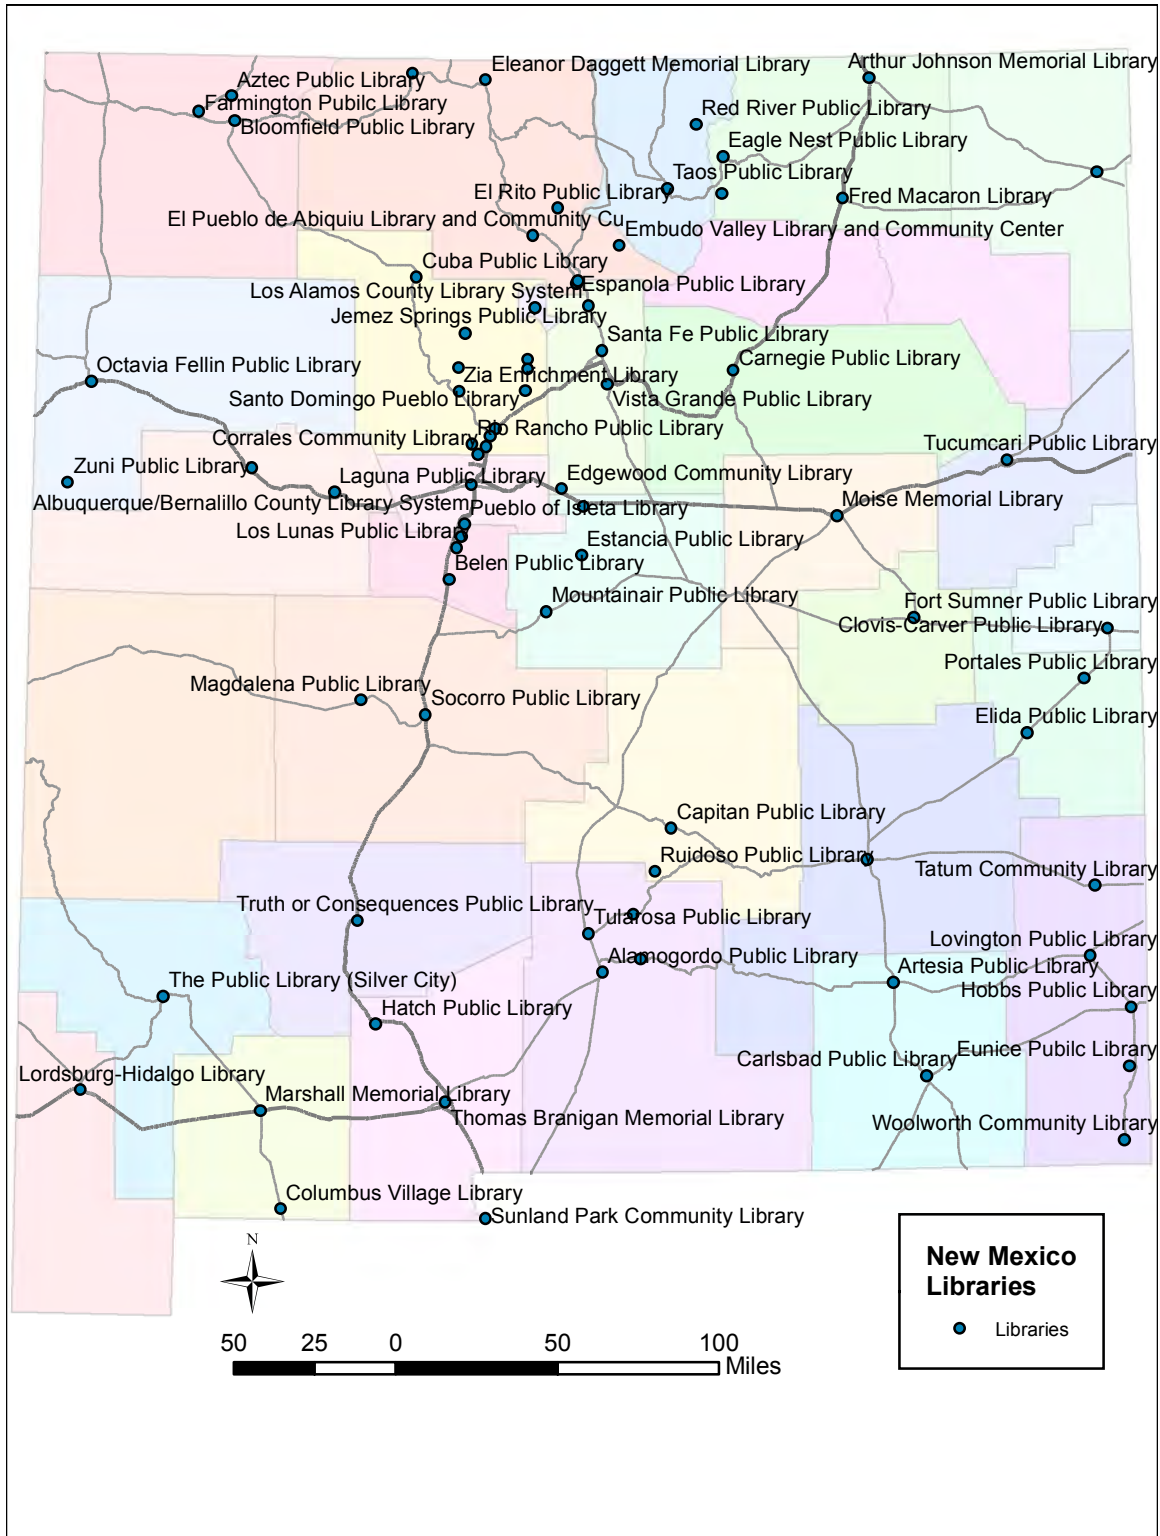 Eleanor Daggett Memorial Library
Arthur Johnson Memorial Library
Aztec Public Library
Farmington Pubilc Library
Red River Public Library
Bloomfield Public Library
Eagle Nest Public Library
Taos Public Library
El Rito Public Library
Fred Macaron Library
El Pueblo de Abiquiu Library and Community Cu
Embudo Valley Library and Community Center
Cuba Public Library
Los Alamos County Library System
Espanola Public Library
Jemez Springs Public Library
Santa Fe Public Library
Octavia Fellin Public Library
Carnegie Public Library
Zia Enrichment Library
Santo Domingo Pueblo Library
Vista Grande Public Library
Rio Rancho Public Library
Corrales Community Library
Tucumcari Public Library
Zuni Public Library
Laguna Public Library
Edgewood Community Library
Moise Memorial Library
Albuquerque/Bernalillo County Library System
Pueblo of Isleta Library
Los Lunas Public Library
Estancia Public Library
Belen Public Library
Mountainair Public Library
Fort Sumner Public Library
Clovis-Carver Public Library
Portales Public Library
Magdalena Public Library
Socorro Public Library
Elida Public Library
Capitan Public Library
Ruidoso Public Library
Tatum Community Library
Truth or Consequences Public Library
Tularosa Public Library
Lovington Public Library
Alamogordo Public Library
Artesia Public Library
The Public Library (Silver City)
Hobbs Public Library
Hatch Public Library
Eunice Pubilc Library
Carlsbad Public Library
Lordsburg-Hidalgo Library
Marshall Memorial Library
Thomas Branigan Memorial Library
Woolworth Community Library
Columbus Village Library
Sunland Park Community Library
N
New Mexico
Libraries
Libraries
50 25 0 50 100
Miles